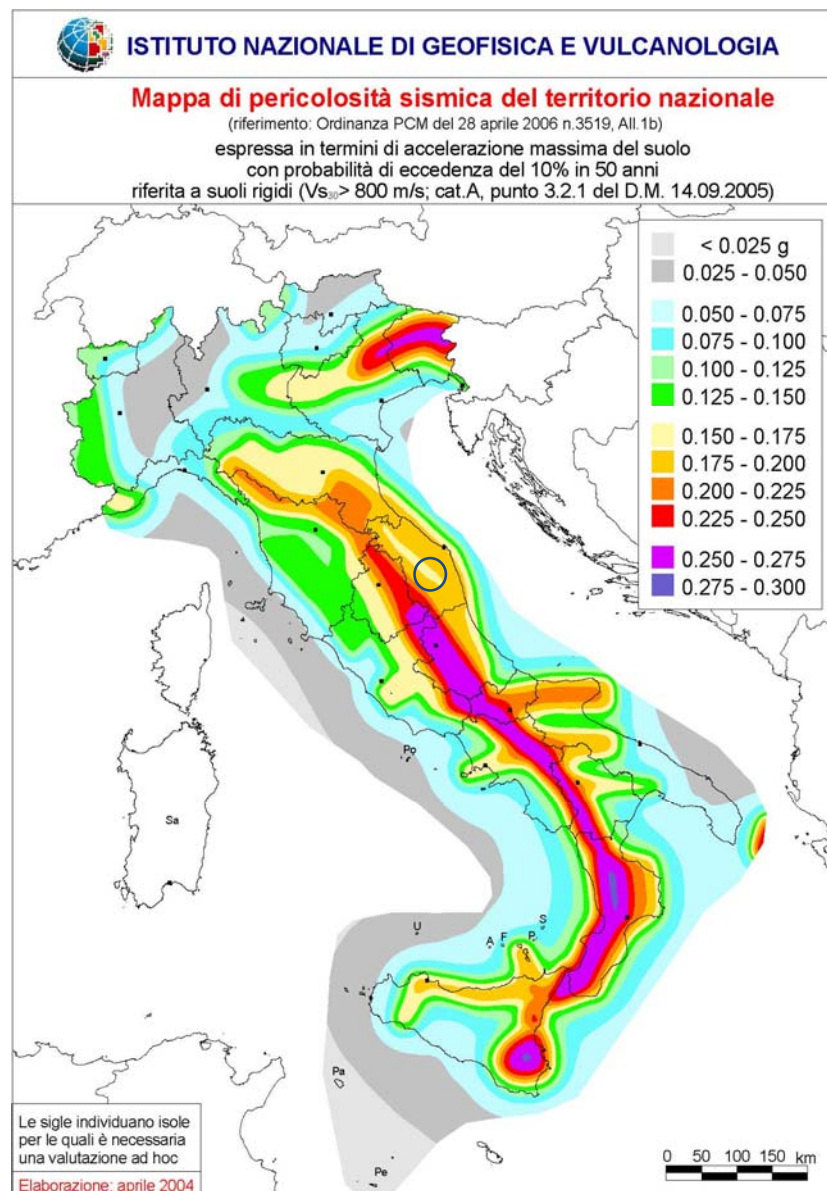 ISTITUTO NAZIONALE DI GEOFISICA E VULCANOLOGIA
Mappa di pericolosità sismica del territorio nazionale
(riferimento: Ordinanza PCM del 28 aprile 2006 n.3519, All.1b)
espressa in termini di accelerazione massima del suolo
con probabilità di eccedenza del 10% in 50 anni
riferita a suoli rigidi (Vs₃₀> 800 m/s; cat.A, punto 3.2.1 del D.M. 14.09.2005)
< 0.025 g
0.025 - 0.050
0.050 - 0.075
0.075 - 0.100
0.100 - 0.125
0.125 - 0.150
0.150 - 0.175
0.175 - 0.200
0.200 - 0.225
0.225 - 0.250
0.250 - 0.275
0.275 - 0.300
Po
Sa
U
A
F
P
S
Pa
Pe
Le sigle individuano isole
per le quali è necessaria
una valutazione ad hoc
Elaborazione: aprile 2004
0 50 100 150 km